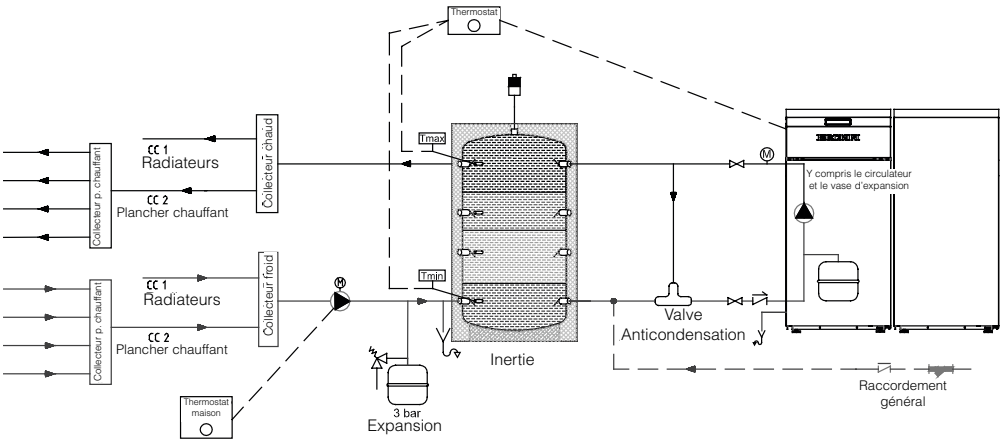 Thermostat
Tmax
CC 1
Radiateurs
CC 2
Plancher chauffant
Collecteur p. chauffant
Collecteur chaud
M
Y compris le circulateur
et le vase d'expansion
Tmin
CC 1
Radiateurs
CC 2
Plancher chauffant
Collecteur p. chauffant
Collecteur froid
M
Valve
Anticondensation
Inertie
Thermostat
maison
3 bar
Expansion
Raccordement
général